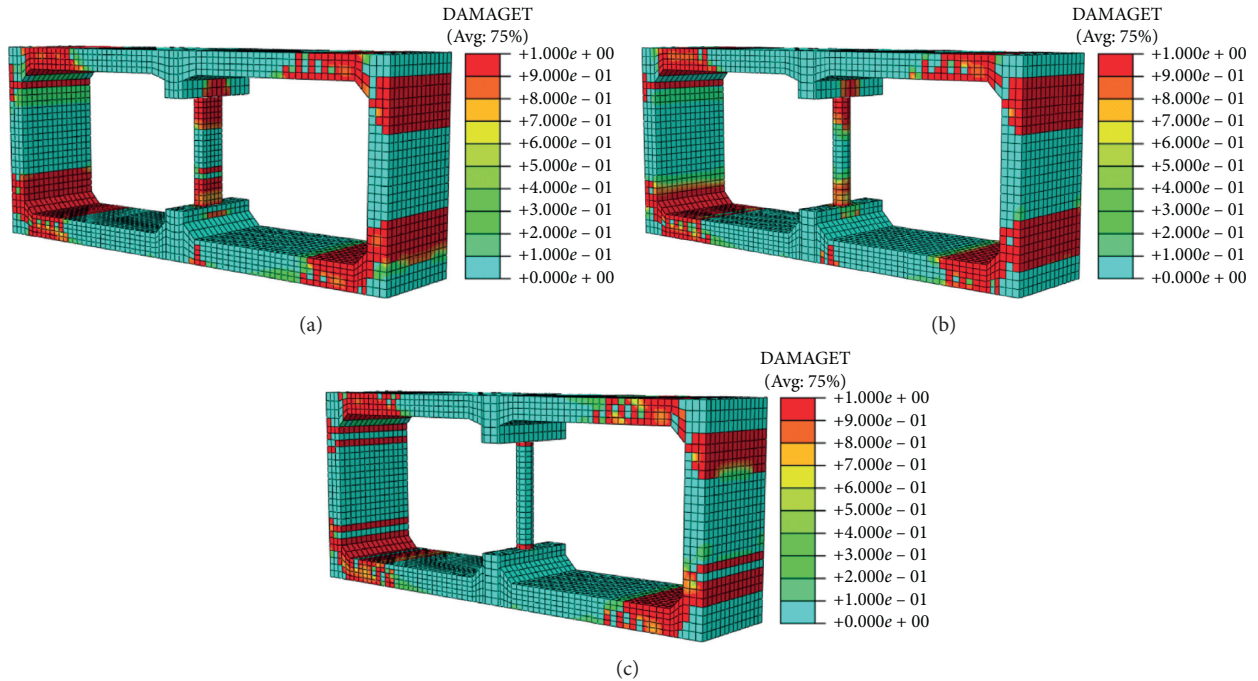 DAMAGET
(Avg: 75%)
+1.000e + 00
+9.000e – 01
+8.000e – 01
+7.000e – 01
+6.000e – 01
+5.000e – 01
+4.000e – 01
+3.000e – 01
+2.000e – 01
+1.000e – 01
+0.000e + 00
(a)
DAMAGET
(Avg: 75%)
+1.000e + 00
+9.000e – 01
+8.000e – 01
+7.000e – 01
+6.000e – 01
+5.000e – 01
+4.000e – 01
+3.000e – 01
+2.000e – 01
+1.000e – 01
+0.000e + 00
(b)
DAMAGET
(Avg: 75%)
+1.000e + 00
+9.000e – 01
+8.000e – 01
+7.000e – 01
+6.000e – 01
+5.000e – 01
+4.000e – 01
+3.000e – 01
+2.000e – 01
+1.000e – 01
+0.000e + 00
(c)